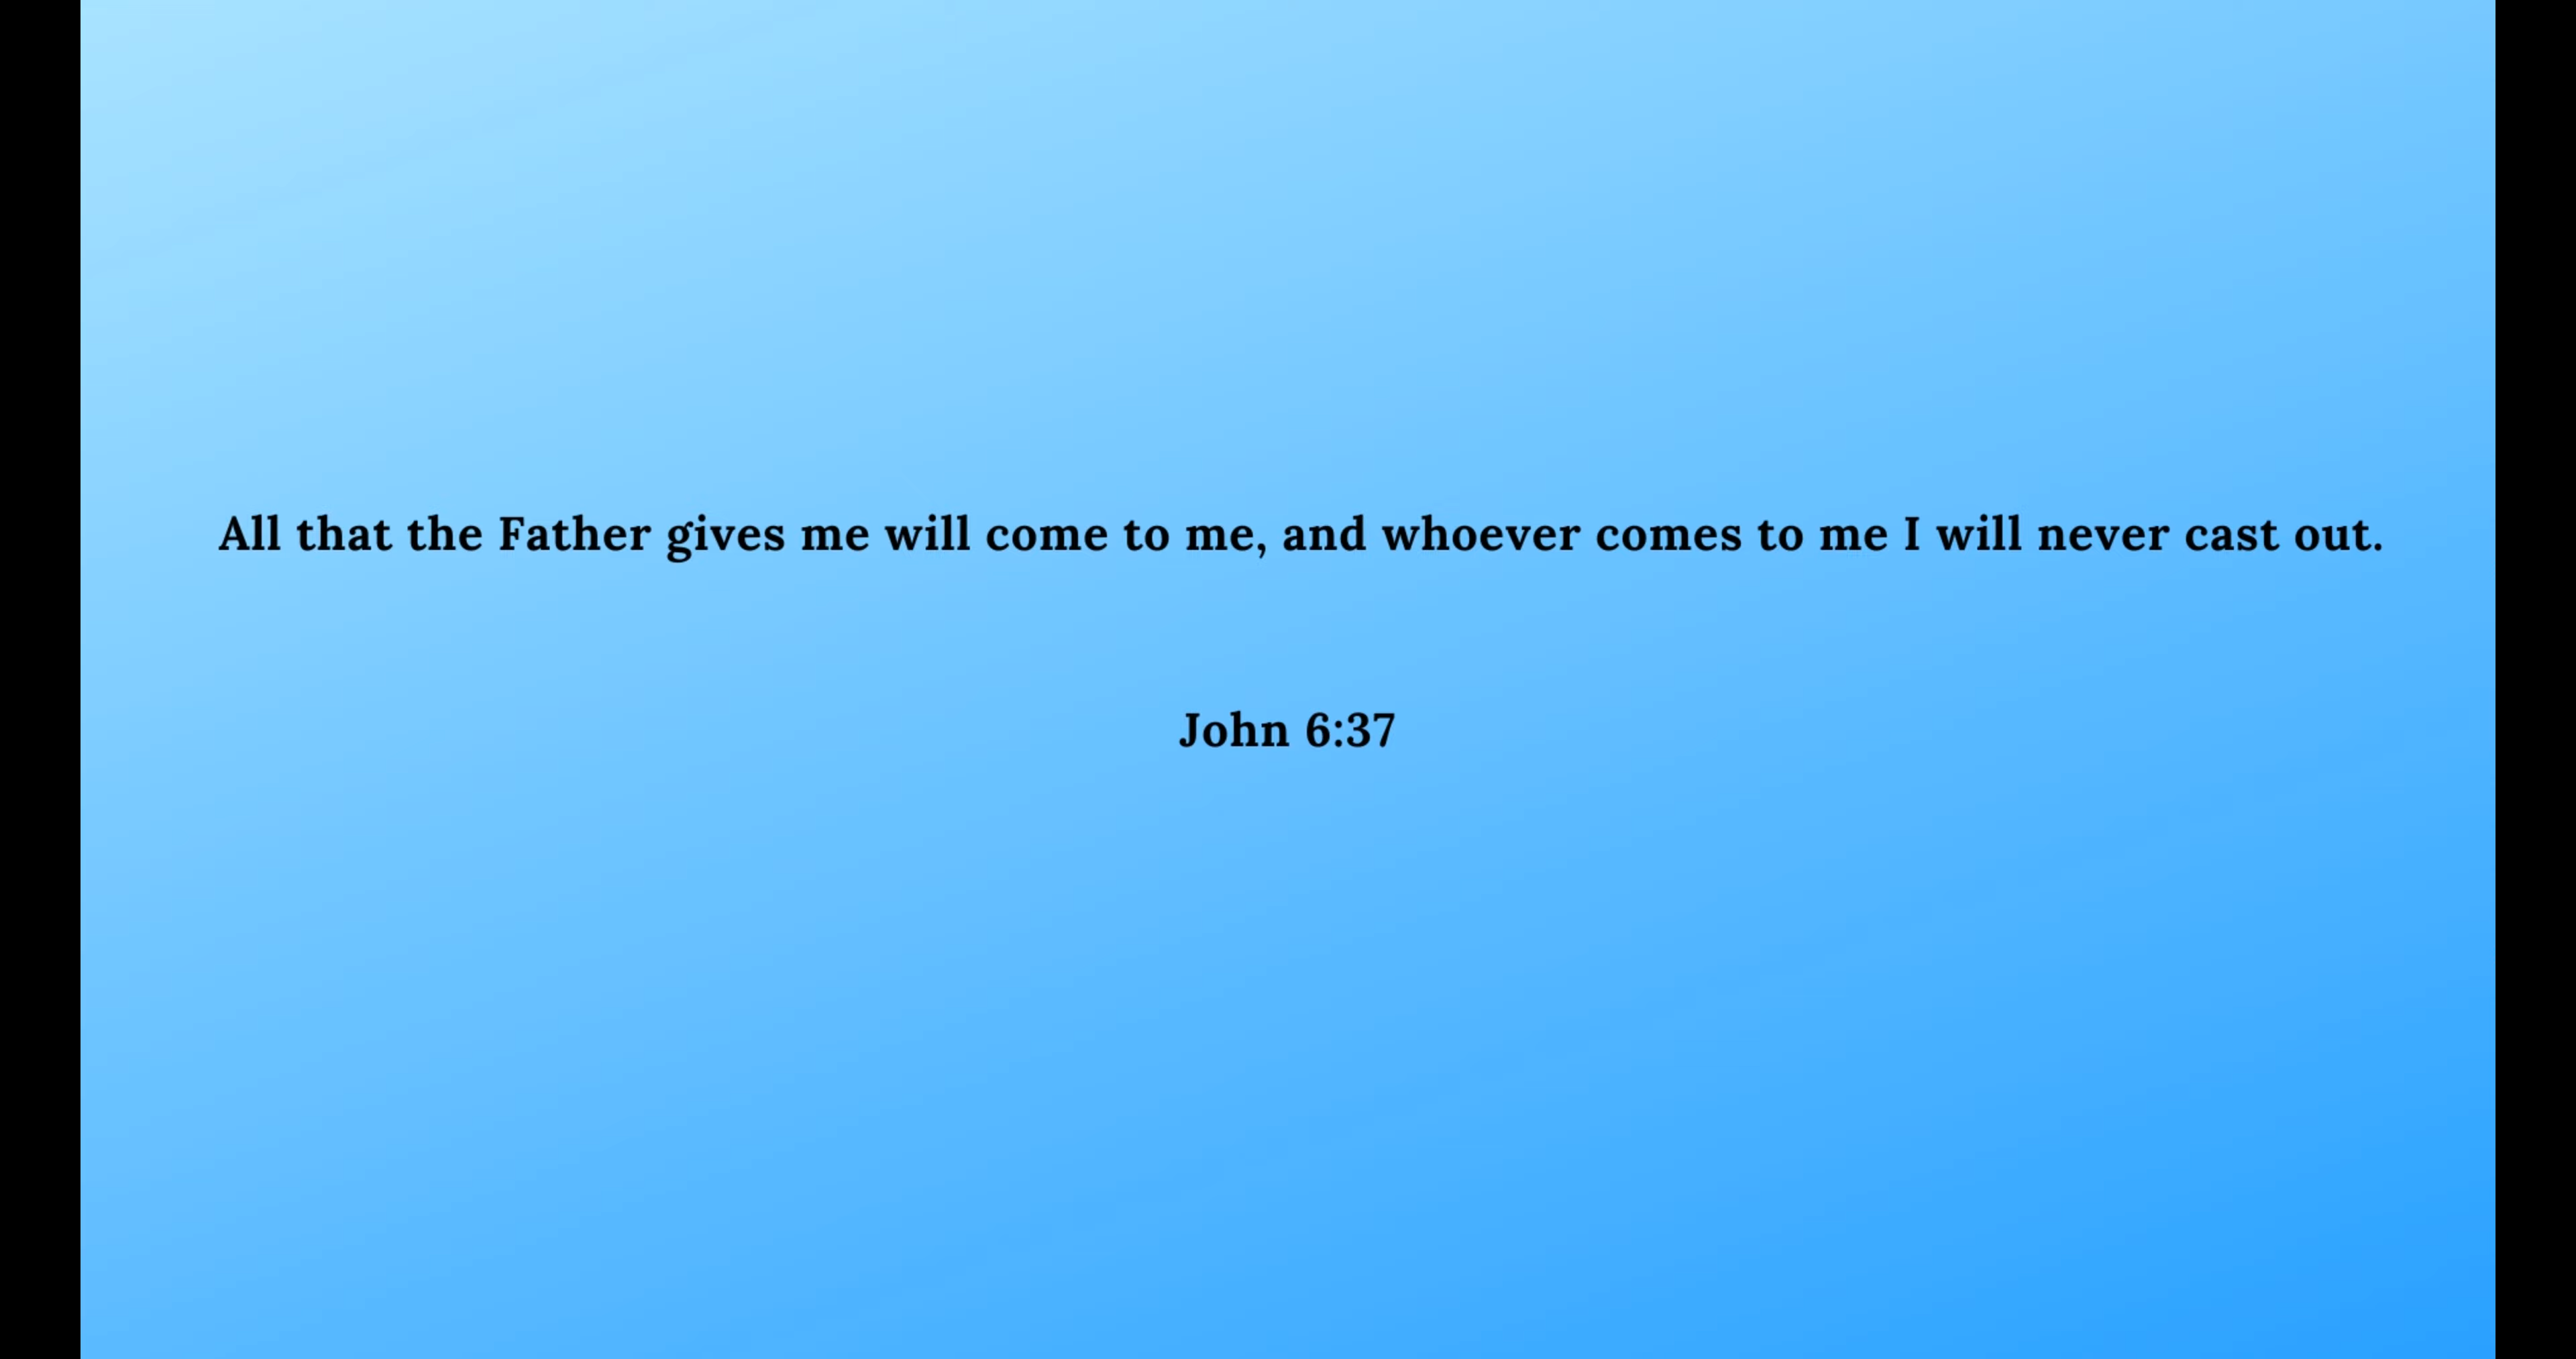 All that the Father gives me will come to me, and whoever comes to me I will never cast out.
John 6:37